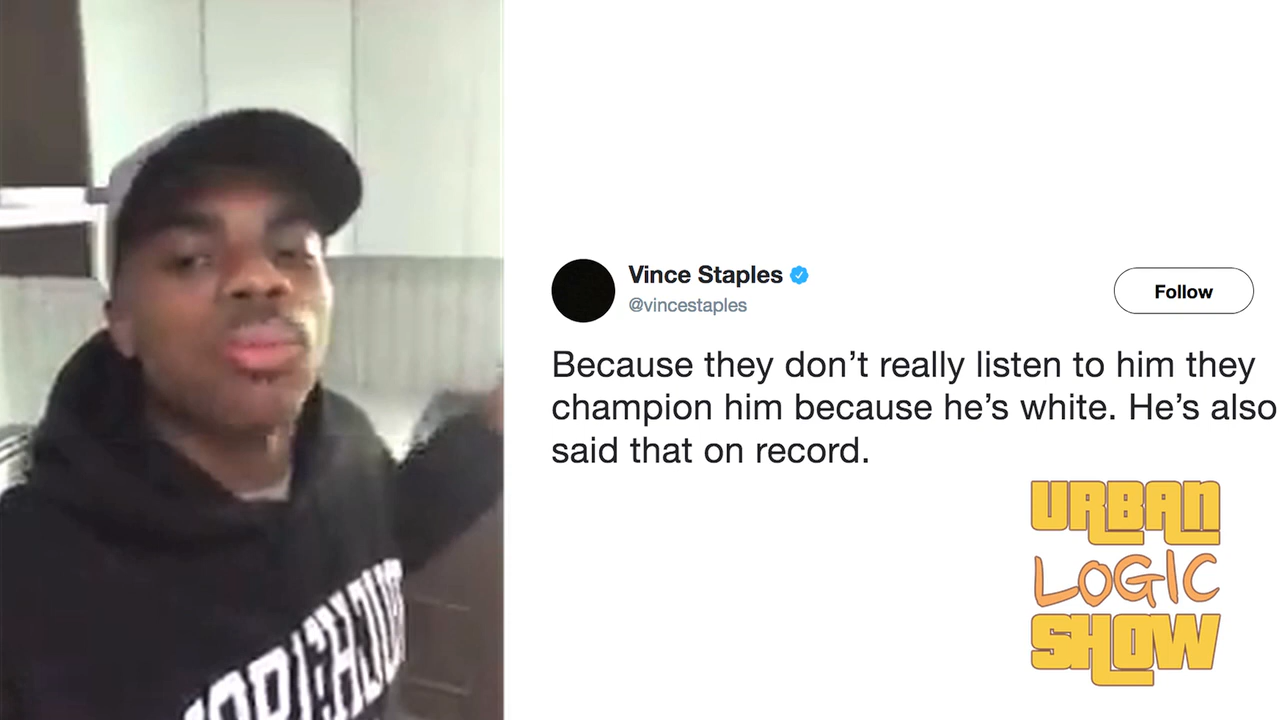 Vince Staples
@vincestaples
Follow
Because they don’t really listen to him they
champion him because he’s white. He’s also
said that on record.
URBAN
LOGIC
SHOW